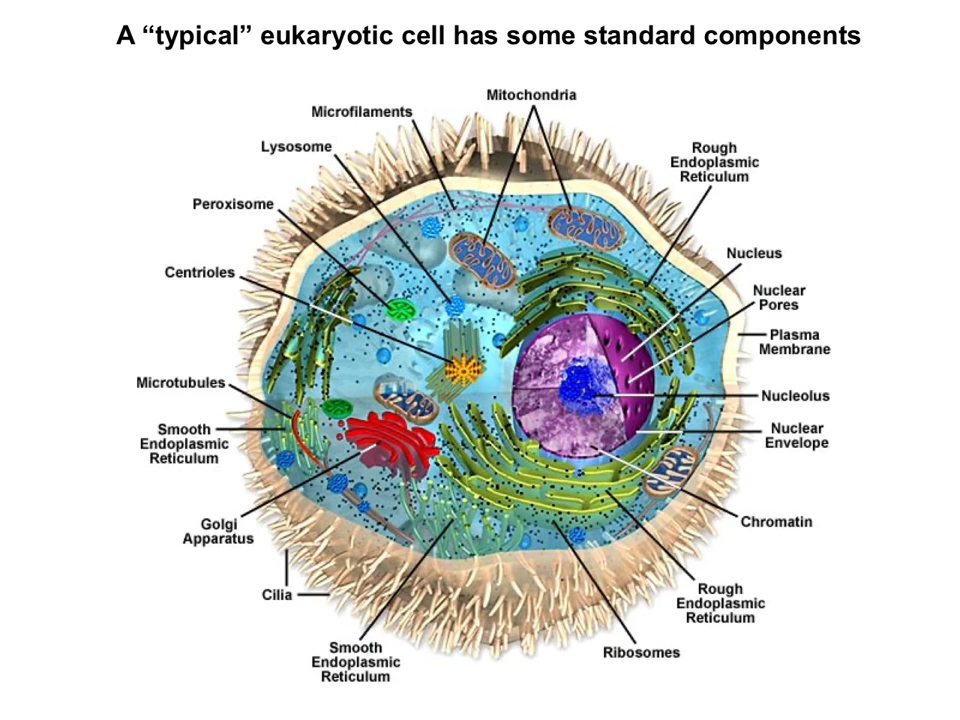 A “typical” eukaryotic cell has some standard components
Mitochondria
Microfilaments
Lysosome
Rough
Endoplasmic
Reticulum
Peroxisome
Nucleus
Centrioles
Nuclear
Pores
Plasma
Membrane
Microtubules
Nucleolus
Smooth
Endoplasmic
Reticulum
Nuclear
Envelope
Golgi
Apparatus
Chromatin
Cilia
Rough
Endoplasmic
Reticulum
Smooth
Endoplasmic
Reticulum
Ribosomes